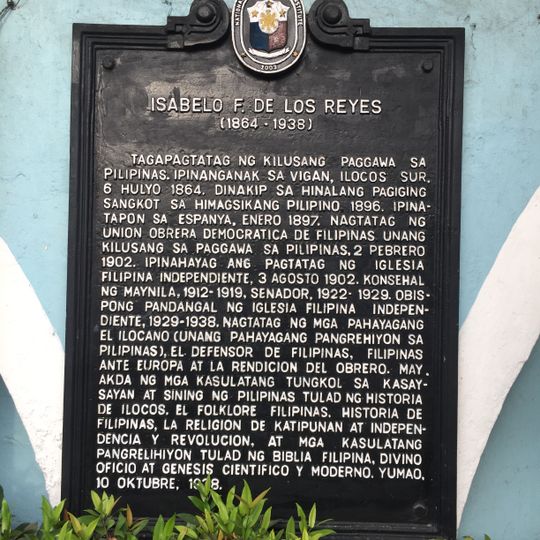 2003
ISABELO F. DE LOS REYES
(1864 - 1938)
TAGAPAGTATAG NG KILUSANG PAGGAWA SA
PILIPINAS. IPINANGANAK SA VIGAN, ILOCOS SUR,
6 HULYO 1864. DINAKIP SA HINALANG PAGIGING
SANGKOT SA HIMAGSIKANG PILIPINO 1896. IPINA-
TAPON SA ESPANYA, ENERO 1897. NAGTATAG NG
UNION OBRERA DEMOCRATICA DE FILIPINAS UNANG
KILUSANG SA PAGGAWA SA PILIPINAS, 2 PEBRERO
1902. IPINAHAYAG ANG PAGTATAG NG IGLESIA
FILIPINA INDEPENDIENTE, 3 AGOSTO 1902. KONSEHAL
NG MAYNILA, 1912-1919. SENADOR, 1922-1929. OBIS-
PONG PANDANGAL NG IGLESIA FILIPINA INDEPEN-
DIENTE, 1929-1938. NAGTATAG NG MGA PAHAYAGANG
EL ILOCANO (UNANG PAHAYAGANG PANGREHIYON SA
PILIPINAS), EL DEFENSOR DE FILIPINAS, FILIPINAS
ANTE EUROPA AT LA RENDICION DEL OBRERO. MAY-
AKDA NG MGA KASULATANG TUNGKOL SA KASAY-
SAYAN AT SINING NG PILIPINAS TULAD NG HISTORIA
DE ILOCOS, EL FOLKLORE FILIPINAS, HISTORIA DE
FILIPINAS, LA RELIGION DE KATIPUNAN AT INDEPEN-
DENCIA Y REVOLUCION, AT MGA KASULATANG
PANGRELIHIYON TULAD NG BIBLIA FILIPINA, DIVINO
OFICIO AT GENESIS CIENTIFICO Y MODERNO. YUMAO,
10 OKTUBRE, 1938.